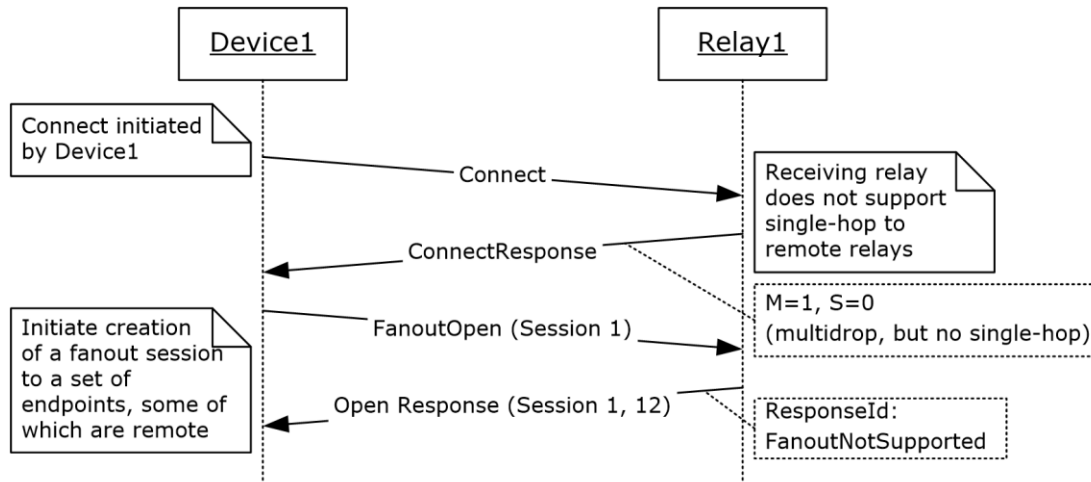 Device1
Relay1
Connect initiated
by Device1
Connect
Receiving relay
does not support
single-hop to
remote relays
ConnectResponse
M=1, S=0
(multidrop, but no single-hop)
Initiate creation
of a fanout session
to a set of
endpoints, some of
which are remote
FanoutOpen (Session 1)
Open Response (Session 1, 12)
ResponseId:
FanoutNotSupported